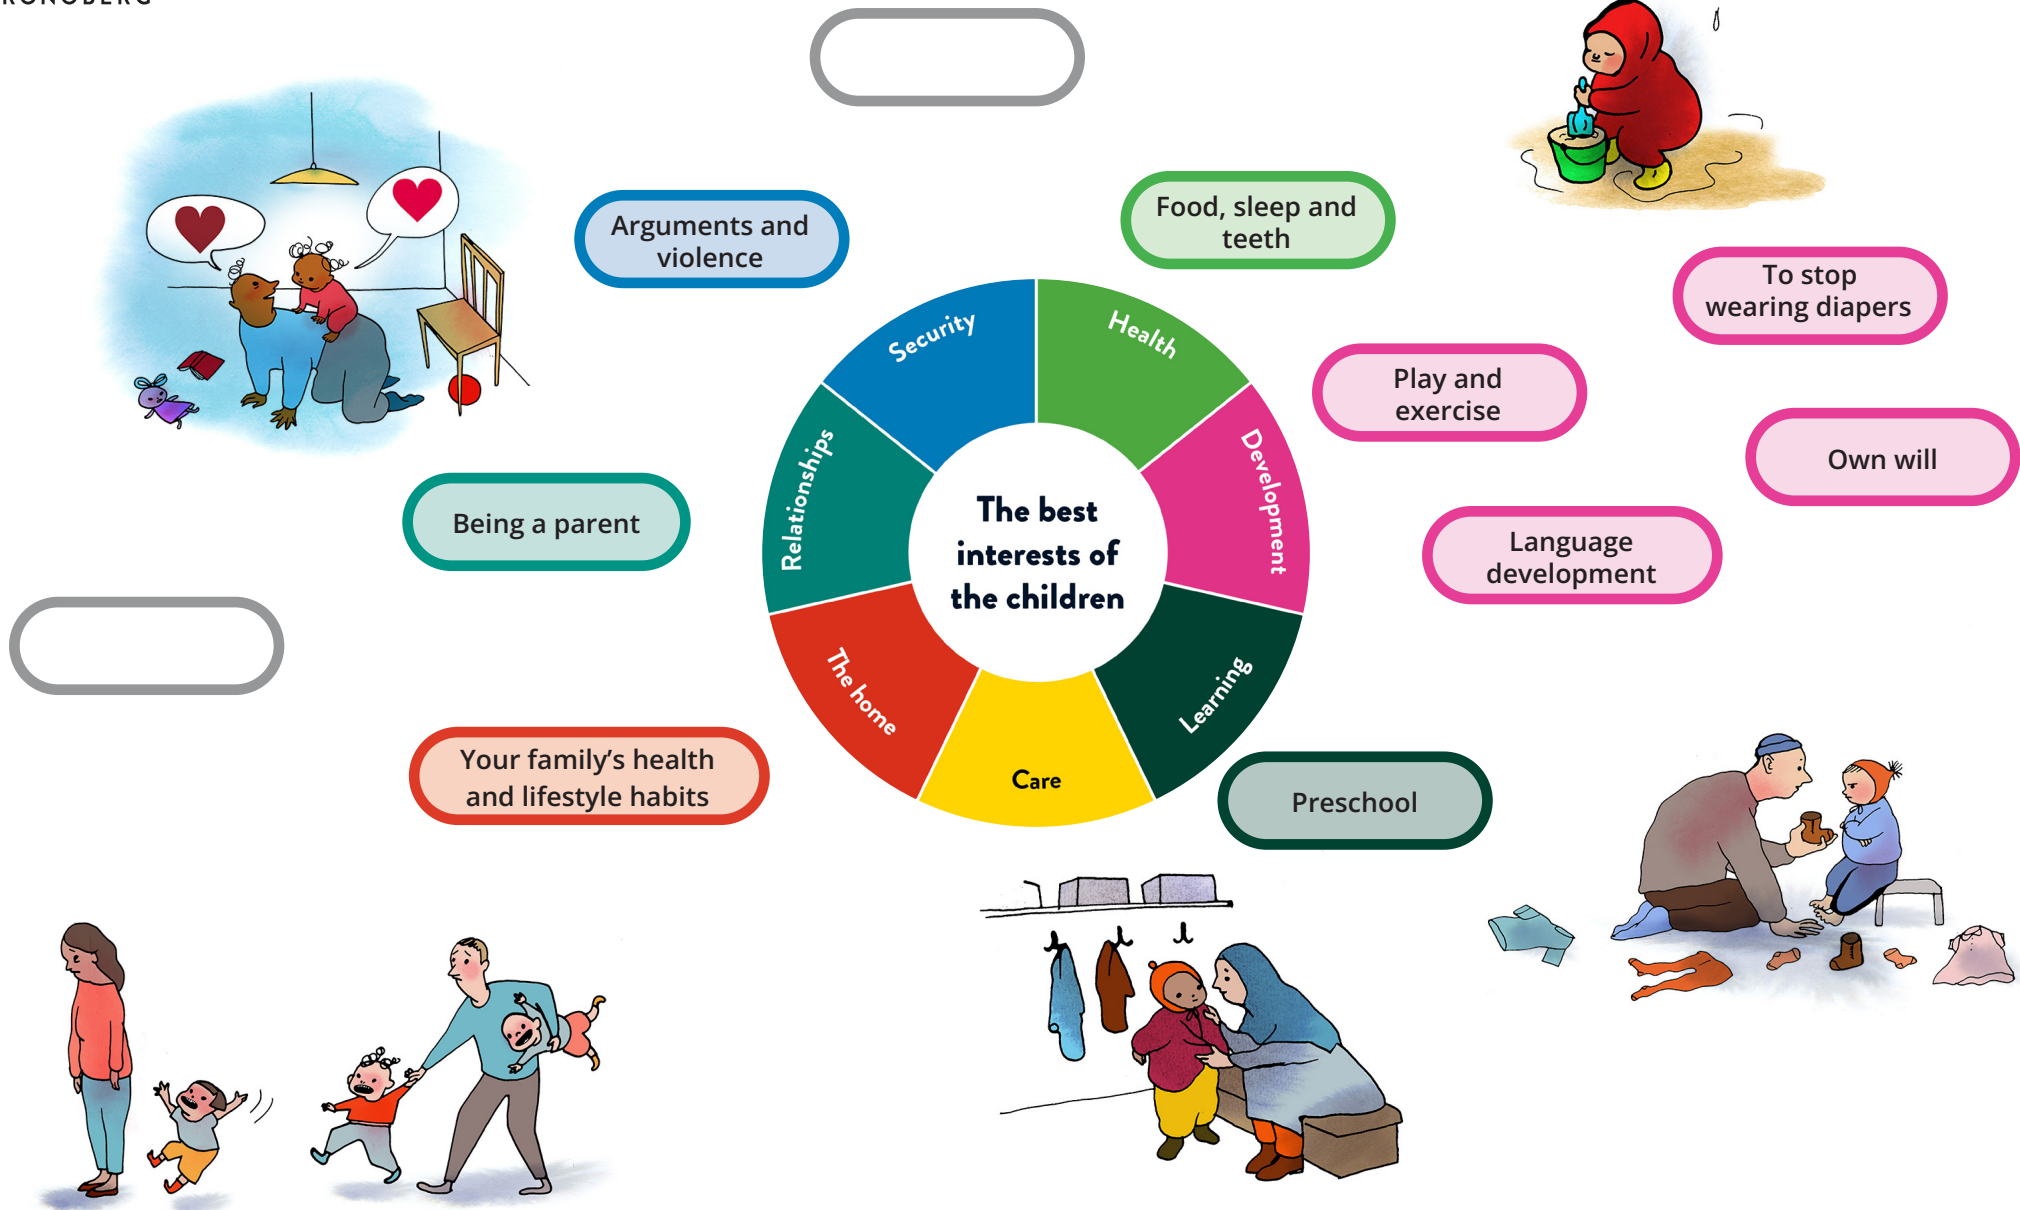 Arguments and
violence
Food, sleep and
teeth
To stop
wearing diapers
Play and
exercise
Own will
Language
development
Being a parent
Your family’s health
and lifestyle habits
Preschool
Security
Health
Development
Learning
Care
The home
Relationships
The best
interests of
the children